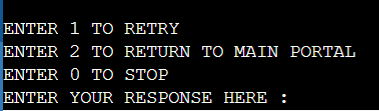 ENTER 1 TO RETRY
ENTER 2 TO RETURN TO MAIN PORTAL
ENTER 0 TO STOP
ENTER YOUR RESPONSE HERE :